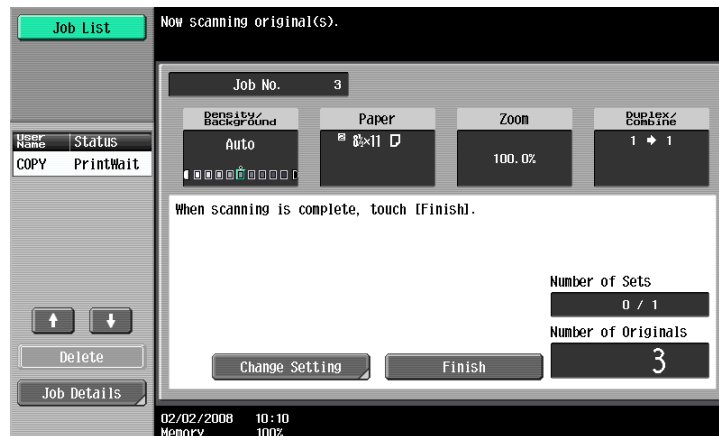 Job List
Now scanning original(s).
Job No. 3
Density/
Background
Paper
Zoom
Duplex/
Combine
Auto
8½×11
100.0%
1 → 1
User
Name
Status
COPY PrintWait
When scanning is complete, touch [Finish].
Number of Sets
0 / 1
Number of Originals
3
Change Setting
Finish
Delete
Job Details
02/02/2008 10:10
Memory 100%